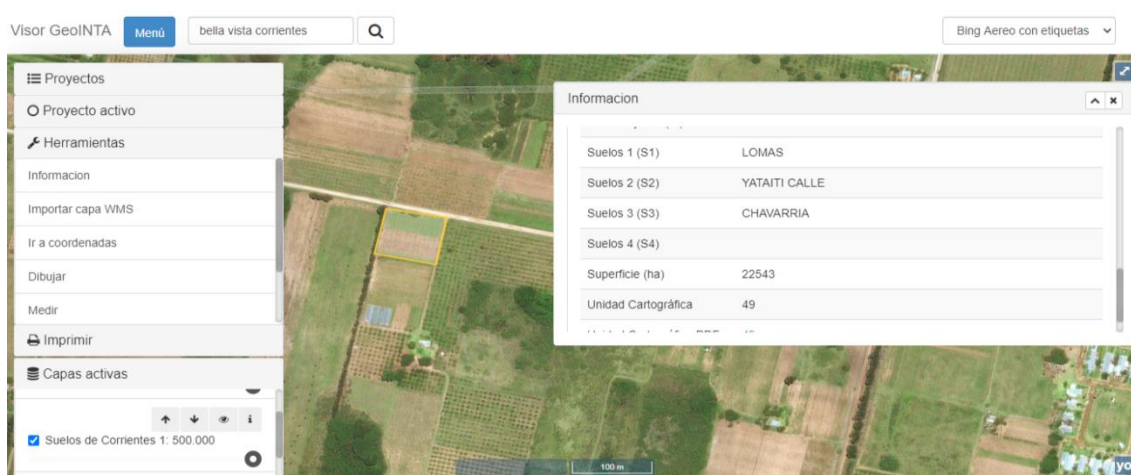 Visor GeoINTA
Menú
bella vista corrientes
Bing Aereo con etiquetas
Proyectos
Proyecto activo
Herramientas
Informacion
Importar capa WMS
Ir a coordenadas
Dibujar
Medir
Imprimir
Capas activas
Suelos de Corrientes 1: 500.000
Informacion
Suelos 1 (S1) LOMAS
Suelos 2 (S2) YATAITI CALLE
Suelos 3 (S3) CHAVARRIA
Suelos 4 (S4)
Superficie (ha) 22543
Unidad Cartográfica 49
100 m